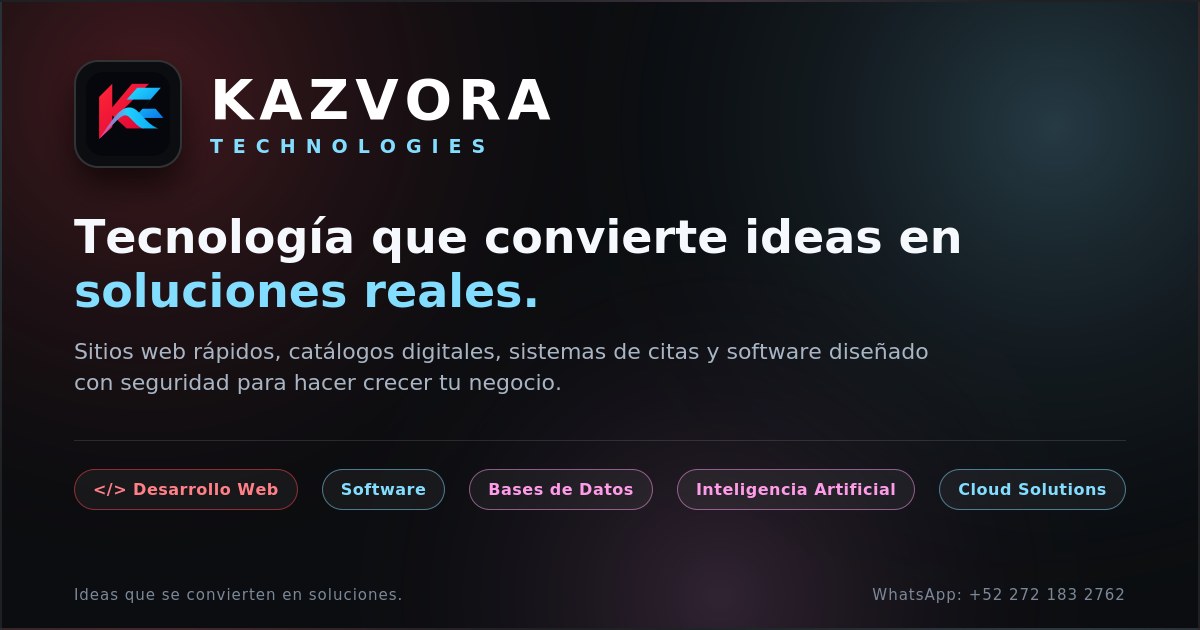 KAZVORA
TECHNOLOGIES
Tecnología que convierte ideas en
soluciones reales.
Sitios web rápidos, catálogos digitales, sistemas de citas y software diseñado
con seguridad para hacer crecer tu negocio.
</> Desarrollo Web
Software
Bases de Datos
Inteligencia Artificial
Cloud Solutions
Ideas que se convierten en soluciones.
WhatsApp: +52 272 183 2762